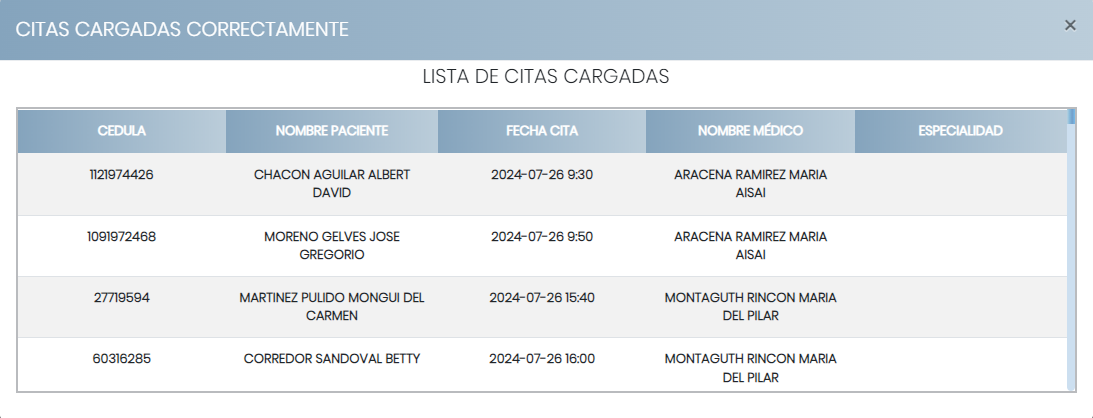 CITAS CARGADAS CORRECTAMENTE
×
LISTA DE CITAS CARGADAS
CEDULA NOMBRE PACIENTE FECHA CITA NOMBRE MÉDICO ESPECIALIDAD
1121974426 CHACON AGUILAR ALBERT 2024-07-26 9:30 ARACENA RAMIREZ MARIA
DAVID AISAI
1091972468 MORENO GELVES JOSE 2024-07-26 9:50 ARACENA RAMIREZ MARIA
GREGORIO AISAI
27719594 MARTINEZ PULIDO MONGUI DEL 2024-07-26 15:40 MONTAGUTH RINCON MARIA
CARMEN DEL PILAR
60316285 CORREDOR SANDOVAL BETTY 2024-07-26 16:00 MONTAGUTH RINCON MARIA
DEL PILAR